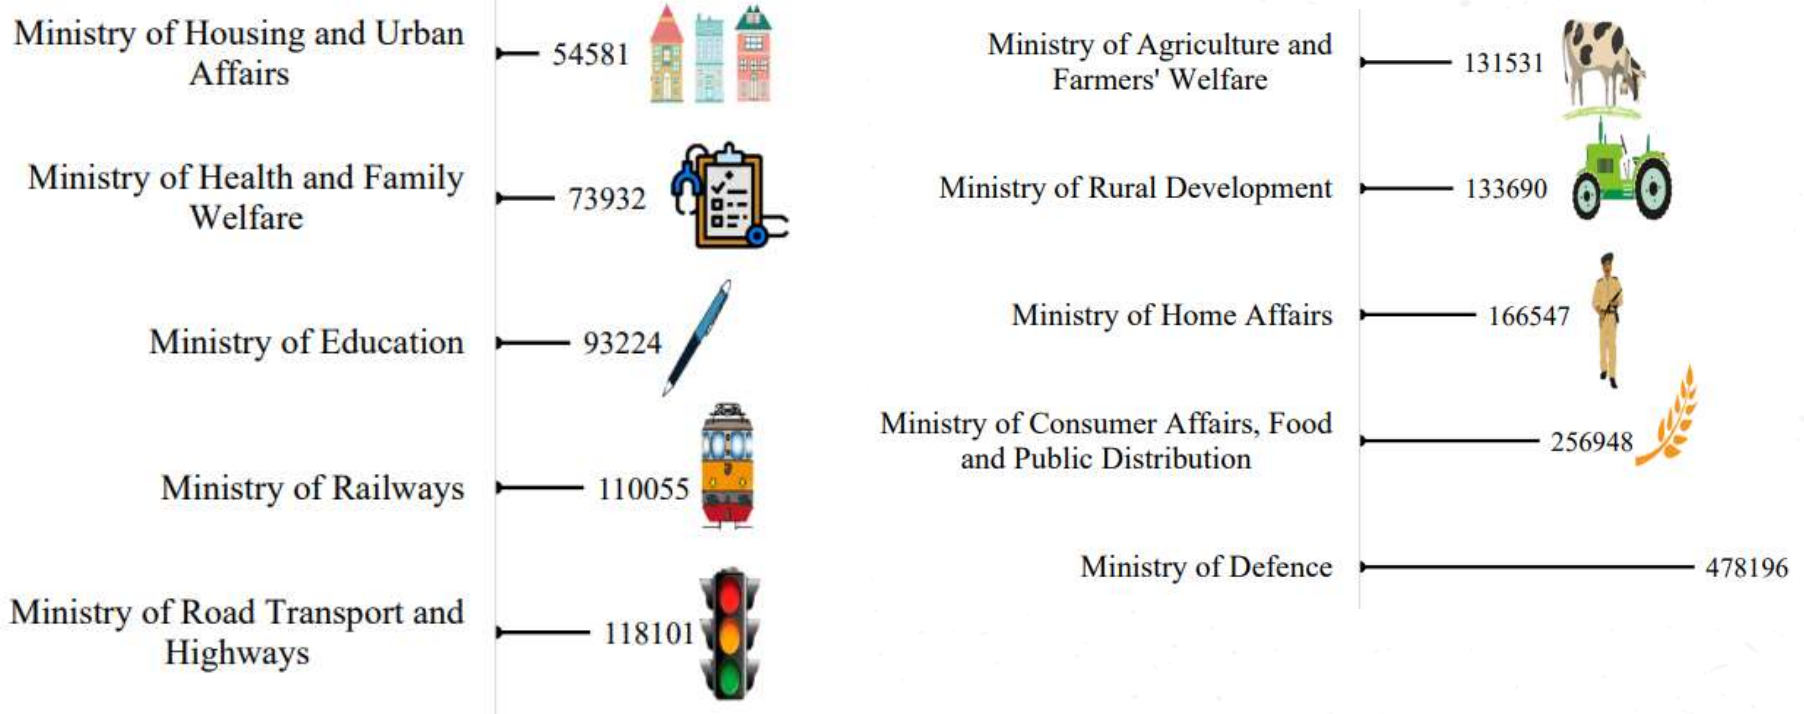 Ministry of Housing and Urban
Affairs
54581
Ministry of Health and Family
Welfare
73932
Ministry of Education
93224
Ministry of Railways
110055
Ministry of Road Transport and
Highways
118101
Ministry of Agriculture and
Farmers' Welfare
131531
Ministry of Rural Development
133690
Ministry of Home Affairs
166547
Ministry of Consumer Affairs, Food
and Public Distribution
256948
Ministry of Defence
478196